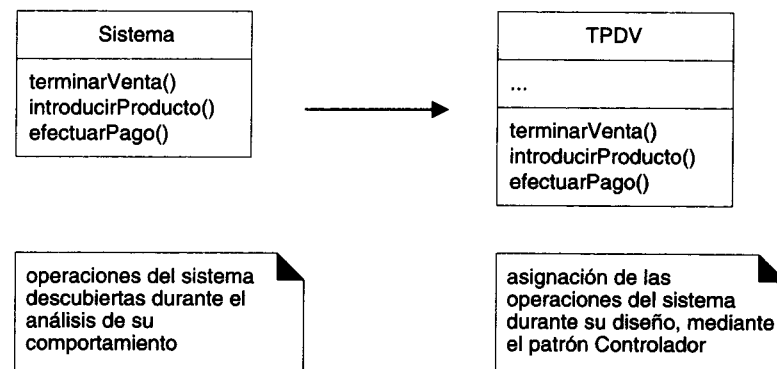 Sistema
terminarVenta()
introducirProducto()
efectuarPago()
TPDV
...
terminarVenta()
introducirProducto()
efectuarPago()
operaciones del sistema
descubiertas durante el
análisis de su
comportamiento
asignación de las
operaciones del sistema
durante su diseño, mediante
el patrón Controlador